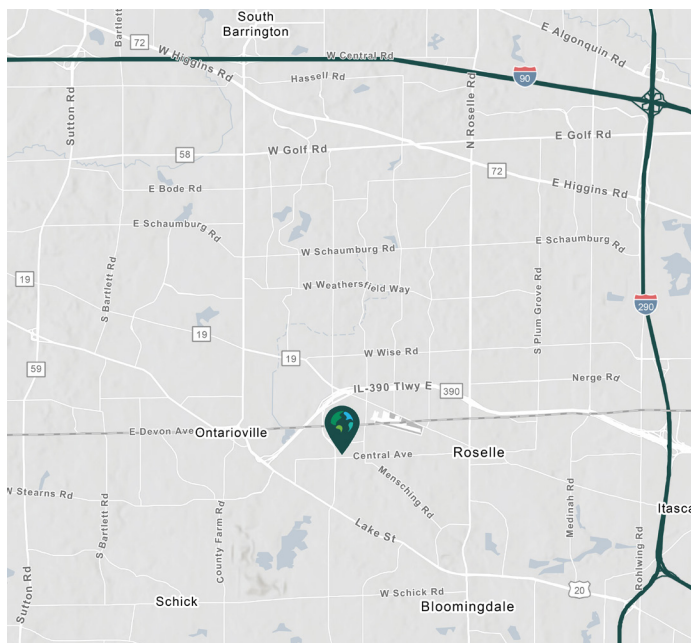 South
Barrington
Bartlett
72
W Higgins Rd
W Central Rd
E Algonquin Rd
Hassell Rd
90
Sutton Rd
N Roselle Rd
W Golf Rd
E Golf Rd
58
72
E Higgins Rd
E Bode Rd
E Schaumburg Rd
W Schaumburg Rd
E Schaumburg Rd
19
S Bartlett Rd
W Weathersfield Way
S Plum Grove Rd
290
19
19
W Wise Rd
59
Nerge Rd
IL-390 Tlwy E
390
E Devon Ave
Ontarioville
Central Ave
Roselle
Mensching Rd
W Stearns Rd
S Bartlett Rd
County Farm Rd
Lake St
Medinah Rd
Itasca
Rohlwing Rd
Sutton Rd
Schick
W Schick Rd
20
Bloomingdale